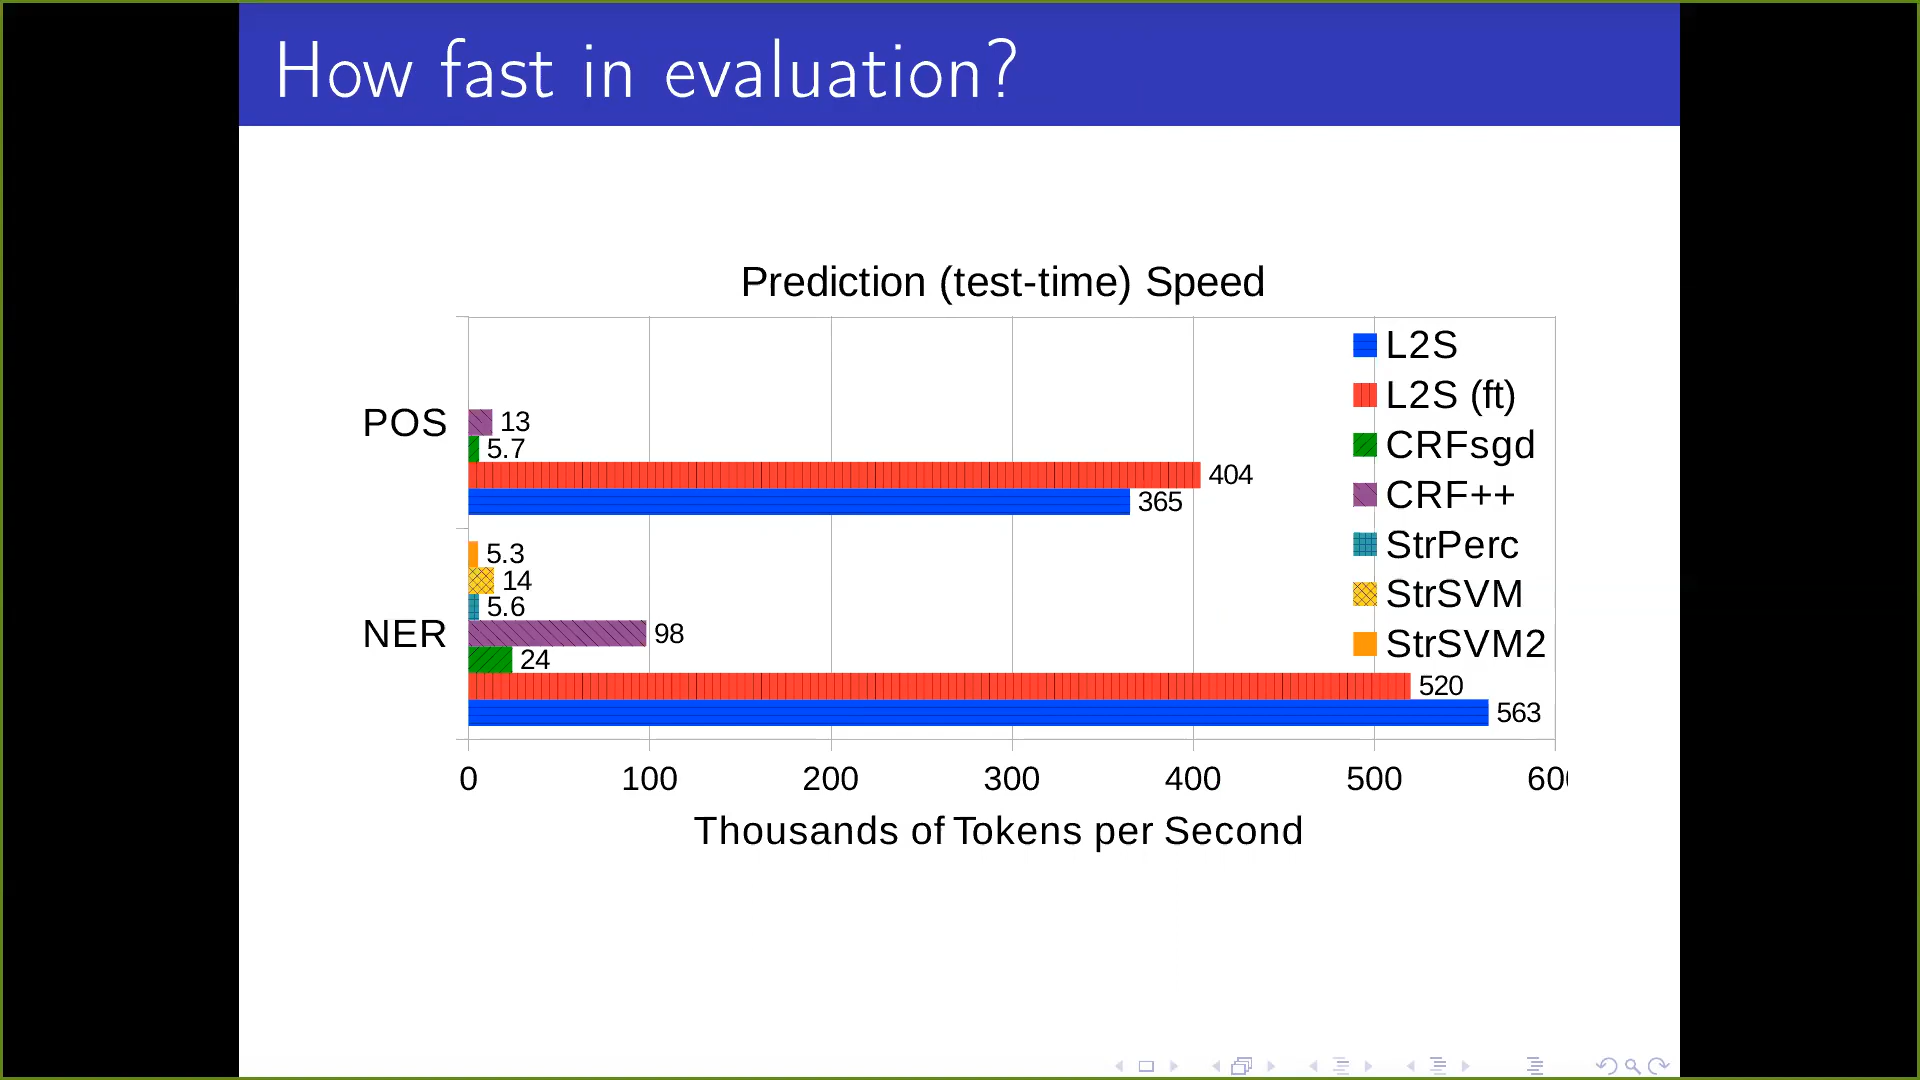 How fast in evaluation?
Prediction (test-time) Speed
L2S
L2S (ft)
CRFsgd
CRF++
StrPerc
StrSVM
StrSVM2
POS
13
5.7
404
365
NER
5.3
14
5.6
98
24
520
563
0 100 200 300 400 500 60
Thousands of Tokens per Second